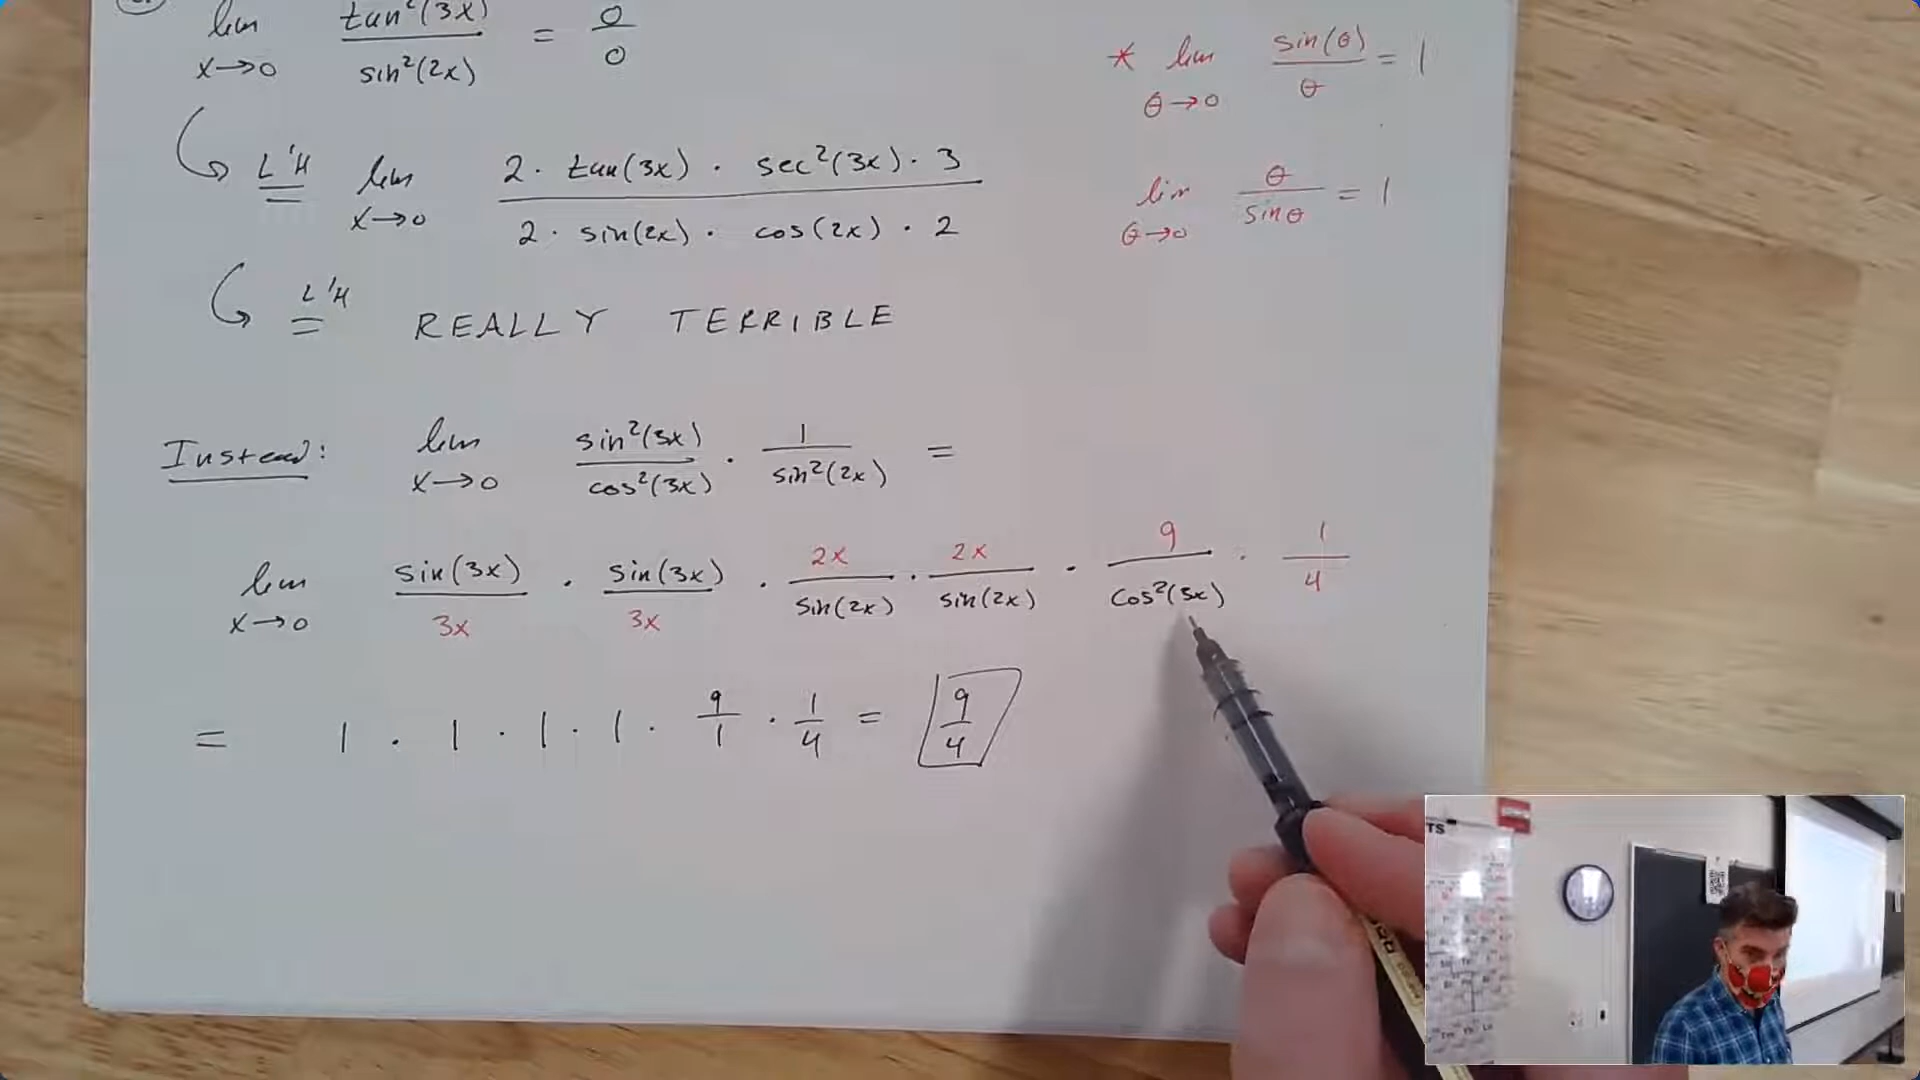 lim x→0 tan²(3x) / sin²(2x) = 0/0
* lim θ→0 sin(θ)/θ = 1
L'H = lim x→0 2 · tan(3x) · sec²(3x) · 3 / 2 · sin(2x) · cos(2x) · 2
lim θ→0 θ/sinθ = 1
L'H = REALLY TERRIBLE
Instead: lim x→0 sin²(3x)/cos²(3x) · 1/sin²(2x) =
lim x→0 sin(3x)/3x · sin(3x)/3x · 2x/sin(2x) · 2x/sin(2x) · 9/cos²(3x) · 1/4
= 1 · 1 · 1 · 1 · 9/1 · 1/4 = 9/4
TS